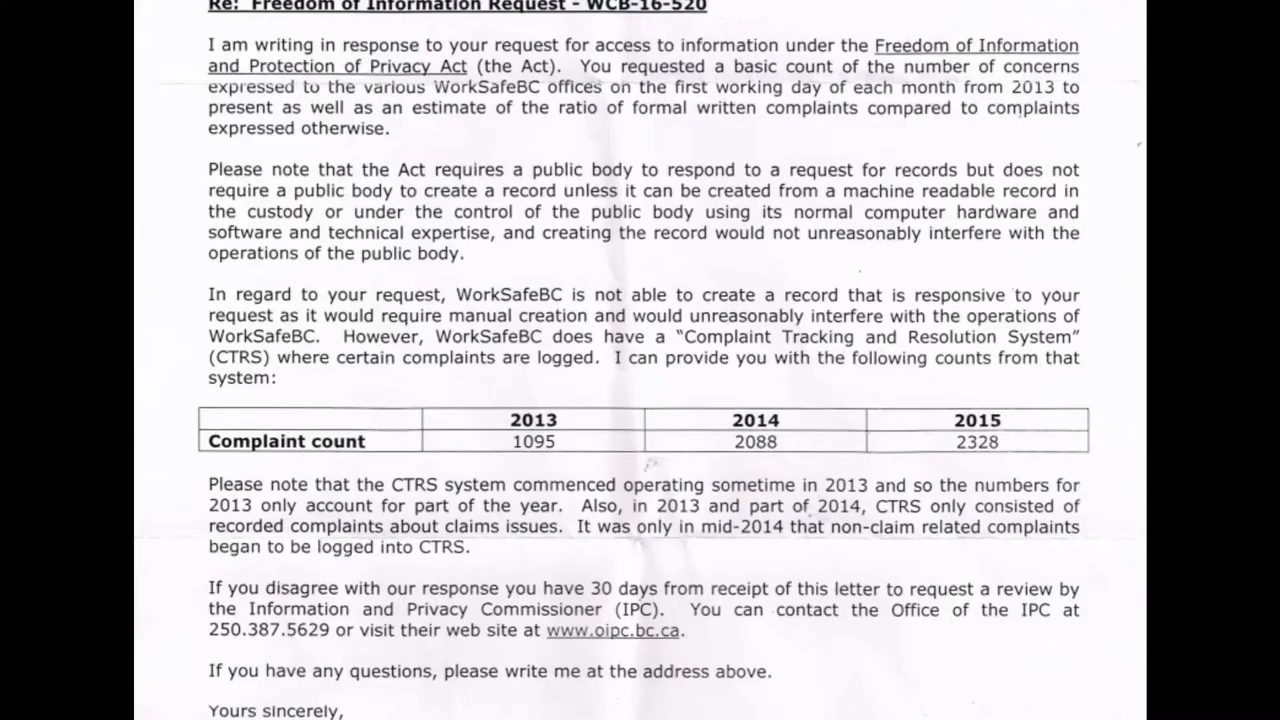 Re: Freedom of Information Request - WCB-16-520
I am writing in response to your request for access to information under the Freedom of Information
and Protection of Privacy Act (the Act). You requested a basic count of the number of concerns
expressed to the various WorkSafeBC offices on the first working day of each month from 2013 to
present as well as an estimate of the ratio of formal written complaints compared to complaints
expressed otherwise.
Please note that the Act requires a public body to respond to a request for records but does not
require a public body to create a record unless it can be created from a machine readable record in
the custody or under the control of the public body using its normal computer hardware and
software and technical expertise, and creating the record would not unreasonably interfere with the
operations of the public body.
In regard to your request, WorkSafeBC is not able to create a record that is responsive to your
request as it would require manual creation and would unreasonably interfere with the operations of
WorkSafeBC. However, WorkSafeBC does have a “Complaint Tracking and Resolution System”
(CTRS) where certain complaints are logged. I can provide you with the following counts from that
system:
2013 2014 2015
Complaint count 1095 2088 2328
Please note that the CTRS system commenced operating sometime in 2013 and so the numbers for
2013 only account for part of the year. Also, in 2013 and part of 2014, CTRS only consisted of
recorded complaints about claims issues. It was only in mid-2014 that non-claim related complaints
began to be logged into CTRS.
If you disagree with our response you have 30 days from receipt of this letter to request a review by
the Information and Privacy Commissioner (IPC). You can contact the Office of the IPC at
250.387.5629 or visit their web site at www.oipc.bc.ca.
If you have any questions, please write me at the address above.
Yours sincerely,